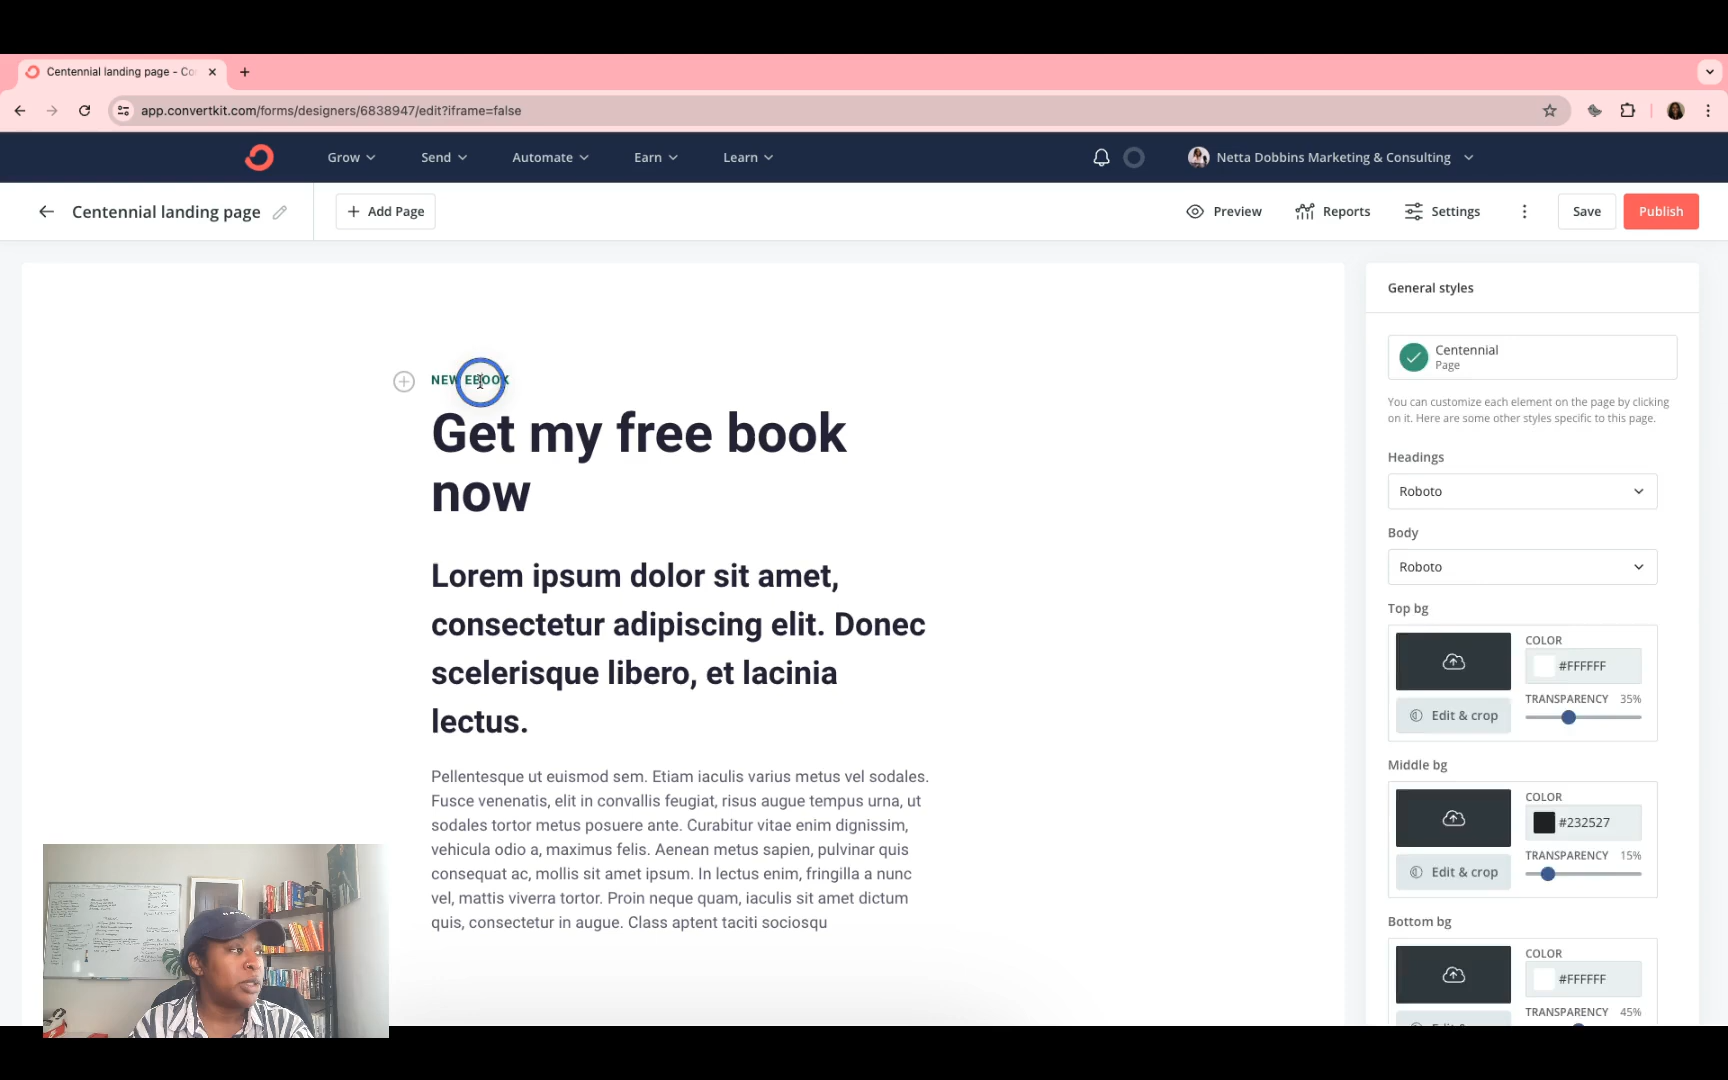 Centennial landing page - Co
app.convertkit.com/forms/designers/6838947/edit?iframe=false
Grow Send Automate Earn Learn Netta Dobbins Marketing & Consulting
Centennial landing page + Add Page Preview Reports Settings Save Publish
General styles
Centennial
Page
You can customize each element on the page by clicking
on it. Here are some other styles specific to this page.
NEW EBOOK
Get my free book
now
Lorem ipsum dolor sit amet,
consectetur adipiscing elit. Donec
scelerisque libero, et lacinia
lectus.
Pellentesque ut euismod sem. Etiam iaculis varius metus vel sodales.
Fusce venenatis, elit in convallis feugiat, risus augue tempus urna, ut
sodales tortor metus posuere ante. Curabitur vitae enim dignissim,
vehicula odio a, maximus felis. Aenean metus sapien, pulvinar quis
consequat ac, mollis sit amet ipsum. In lectus enim, fringilla a nunc
vel, mattis viverra tortor. Proin neque quam, iaculis sit amet dictum
quis, consectetur in augue. Class aptent taciti sociosqu
Headings
Roboto
Body
Roboto
Top bg
COLOR
#FFFFFF
TRANSPARENCY 35%
Edit & crop
Middle bg
COLOR
#232527
TRANSPARENCY 15%
Edit & crop
Bottom bg
COLOR
#FFFFFF
TRANSPARENCY 45%